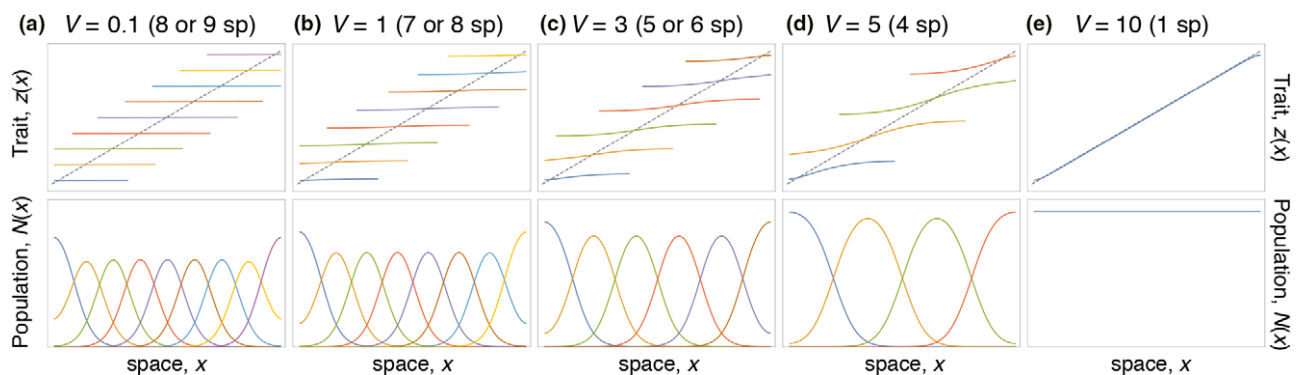 (a) V = 0.1 (8 or 9 sp)
(b) V = 1 (7 or 8 sp)
(c) V = 3 (5 or 6 sp)
(d) V = 5 (4 sp)
(e) V = 10 (1 sp)
Trait, z(x)
Trait, z(x)
Population, N(x)
Population, N(x)
space, x
space, x
space, x
space, x
space, x